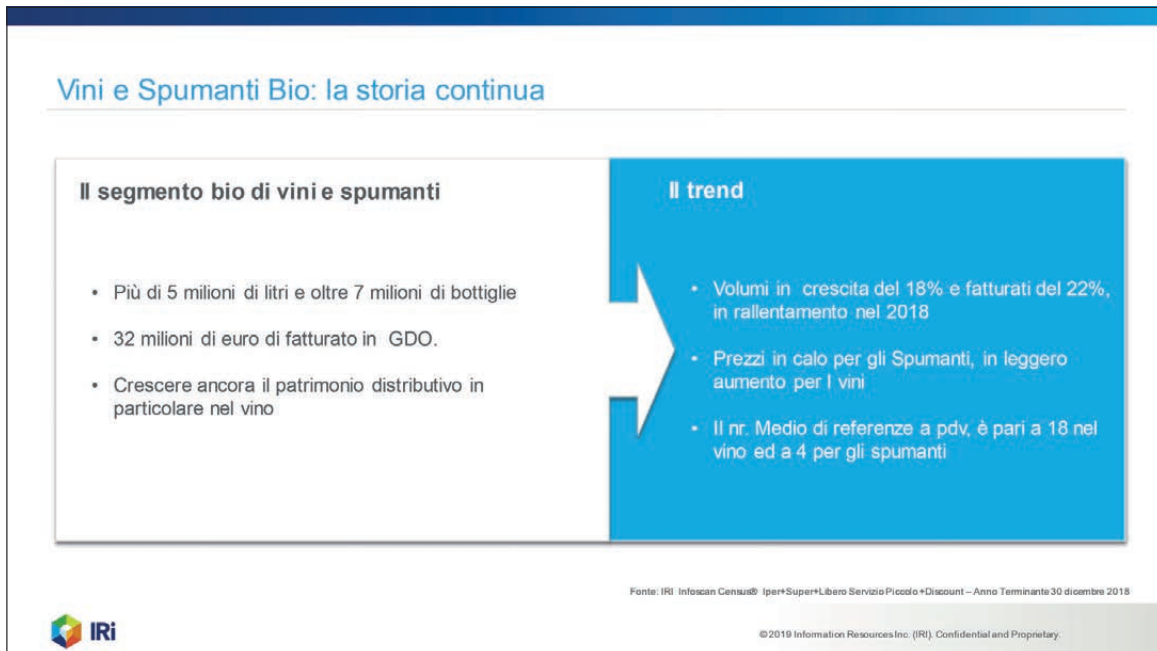 Vini e Spumanti Bio: la storia continua
Il segmento bio di vini e spumanti
• Più di 5 milioni di litri e oltre 7 milioni di bottiglie
• 32 milioni di euro di fatturato in GDO.
• Crescere ancora il patrimonio distributivo in
particolare nel vino
Il trend
• Volumi in crescita del 18% e fatturati del 22%,
in rallentamento nel 2018
• Prezzi in calo per gli Spumanti, in leggero
aumento per I vini
• Il nr. Medio di referenze a pdv, è pari a 18 nel
vino ed a 4 per gli spumanti
Fonte: IRI Infoscan Census® Iper+Super+Libero Servizio Piccolo+Discount – Anno Terminante 30 dicembre 2018
IRi
©2019 Information Resources Inc. (IRI). Confidential and Proprietary.